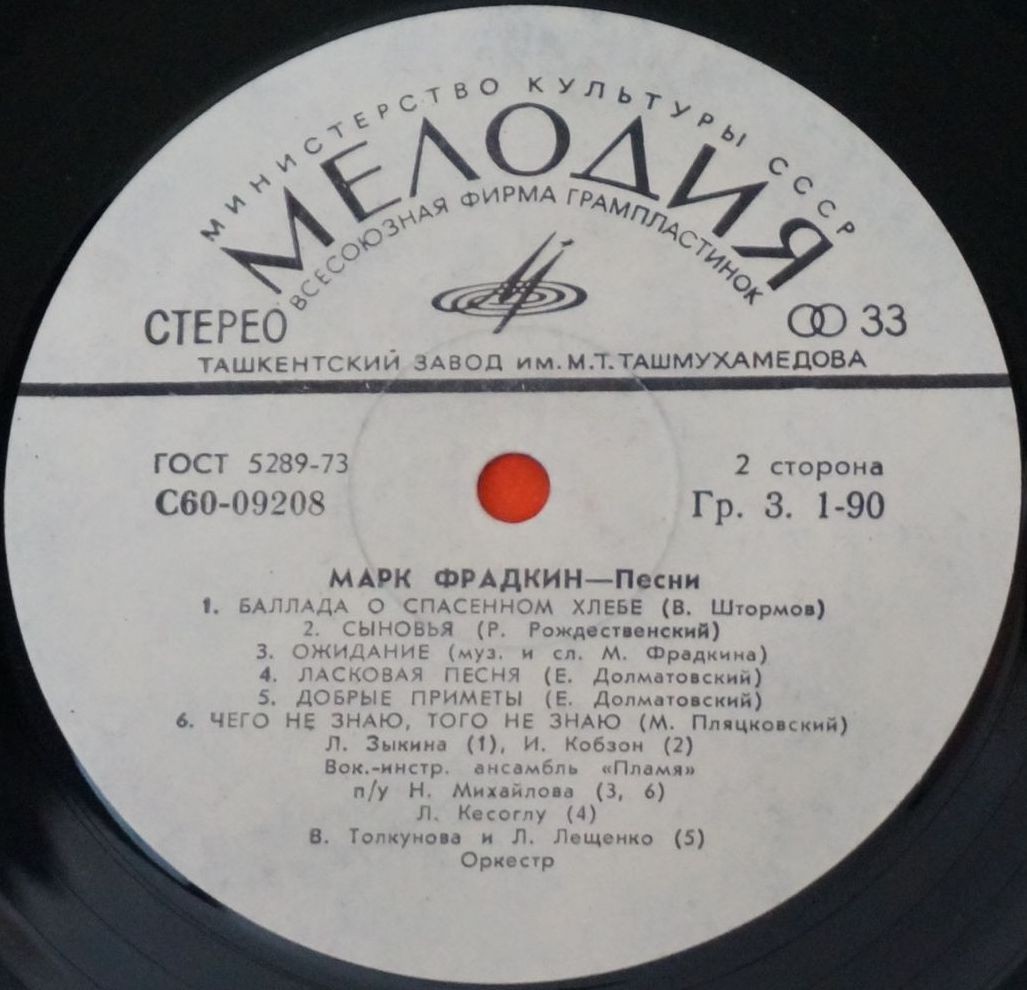 МИНИСТЕРСТВО КУЛЬТУРЫ СССР
МЕЛОДИЯ
ВСЕСОЮЗНАЯ ФИРМА ГРАМПЛАСТИНОК
СТЕРЕО
33
ТАШКЕНТСКИЙ ЗАВОД ИМ. М.Т. ТАШМУХАМЕДОВА
ГОСТ 5289-73
2 сторона
С60-09208
Гр. 3. 1-90
МАРК ФРАДКИН—Песни
1. БАЛЛАДА О СПАСЕННОМ ХЛЕБЕ (В. Штормов)
2. СЫНОВЬЯ (Р. Рождественский)
3. ОЖИДАНИЕ (муз. и сл. М. Фрадкина)
4. ЛАСКОВАЯ ПЕСНЯ (Е. Долматовский)
5. ДОБРЫЕ ПРИМЕТЫ (Е. Долматовский)
6. ЧЕГО НЕ ЗНАЮ, ТОГО НЕ ЗНАЮ (М. Пляцковский)
Л. Зыкина (1), И. Кобзон (2)
Вок.-инстр. ансамбль «Пламя»
п/у Н. Михайлова (3, 6)
Л. Кесоглу (4)
В. Толкунова и Л. Лещенко (5)
Оркестр